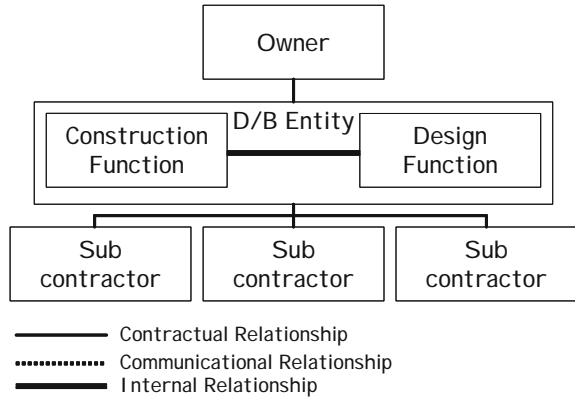 Owner
D/B Entity
Construction
Function
Design
Function
Sub
contractor
Sub
contractor
Sub
contractor
Contractual Relationship
Communicational Relationship
Internal Relationship